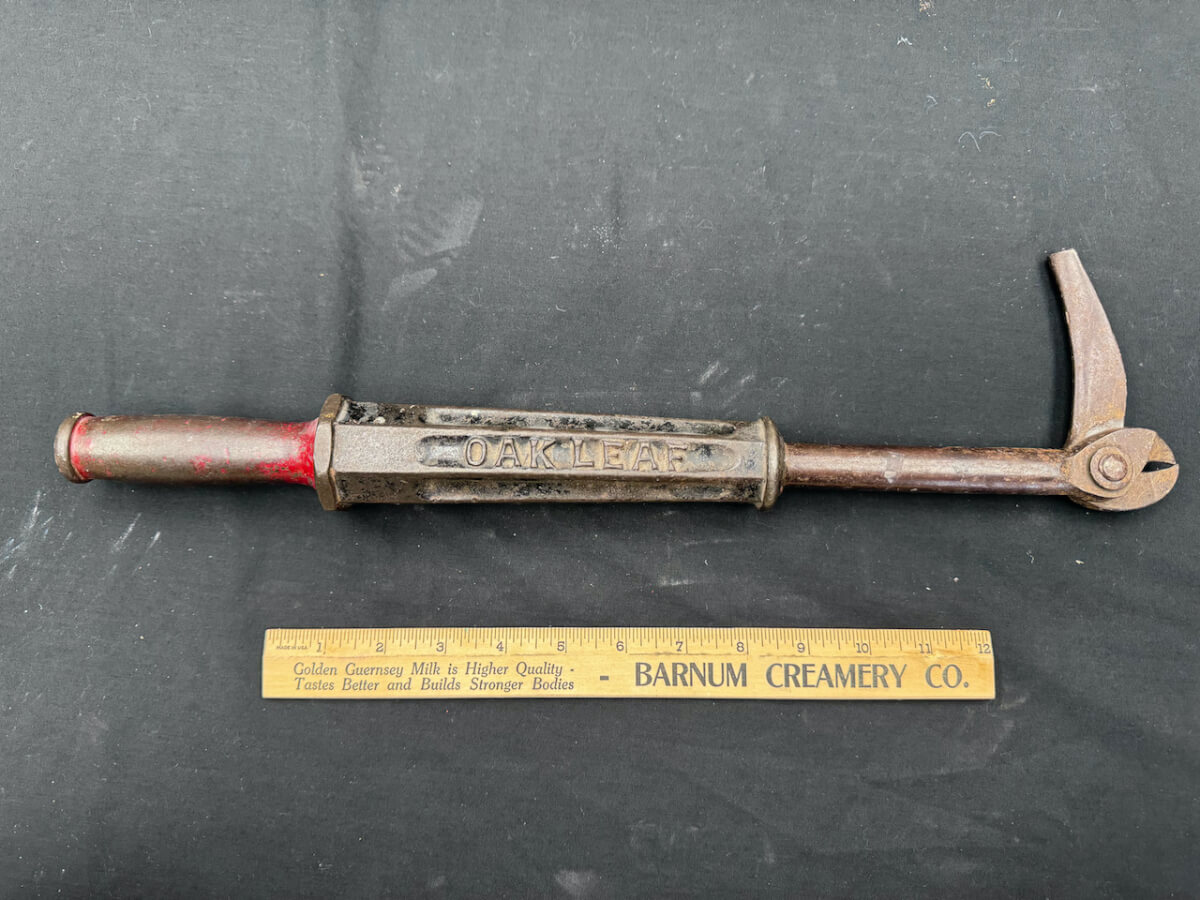 OAK LEAF
MADE IN U.S.A.
1 2 3 4 5 6 7 8 9 10 11 12
Golden Guernsey Milk is Higher Quality -
Tastes Better and Builds Stronger Bodies
- BARNUM CREAMERY CO.